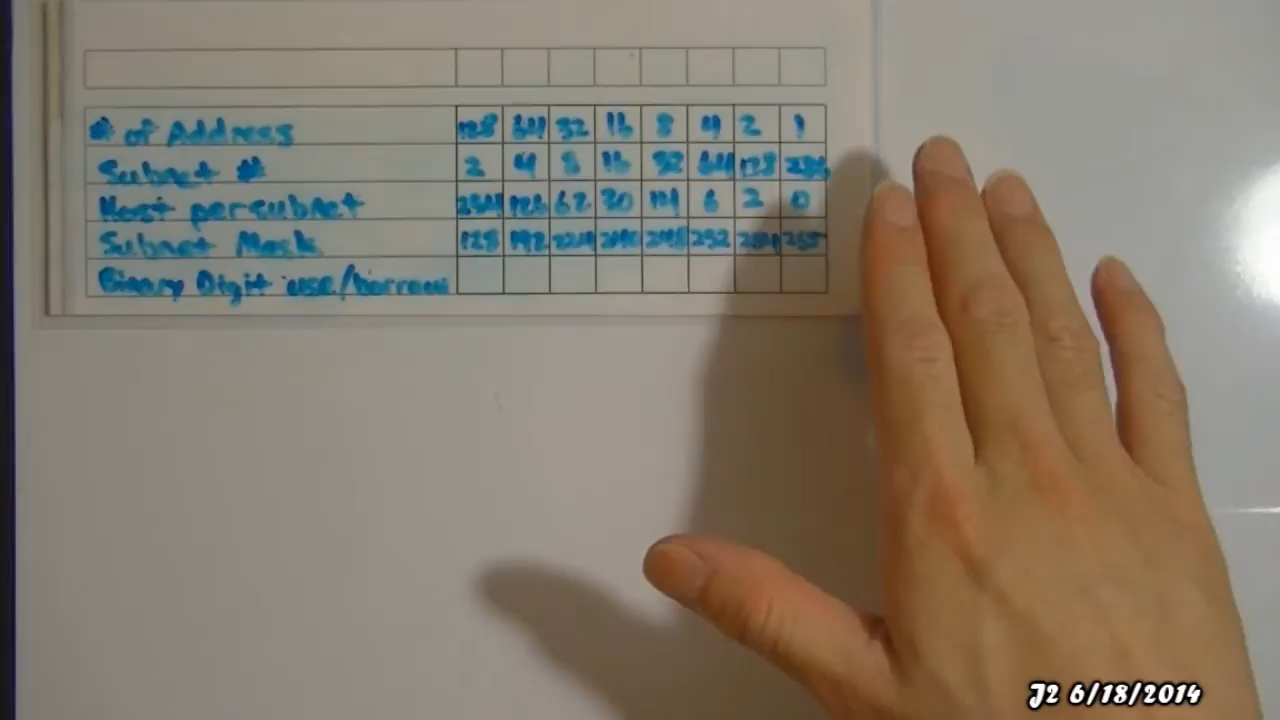 # of Address 128 64 32 16 8 4 2 1
Subnet # 2 4 8 16 32 64 128 256
Host per subnet 254 126 62 30 14 6 2 0
Subnet Mask 128 192 224 240 248 252 254 255
Binary Digit use/borrow
J2 6/18/2014